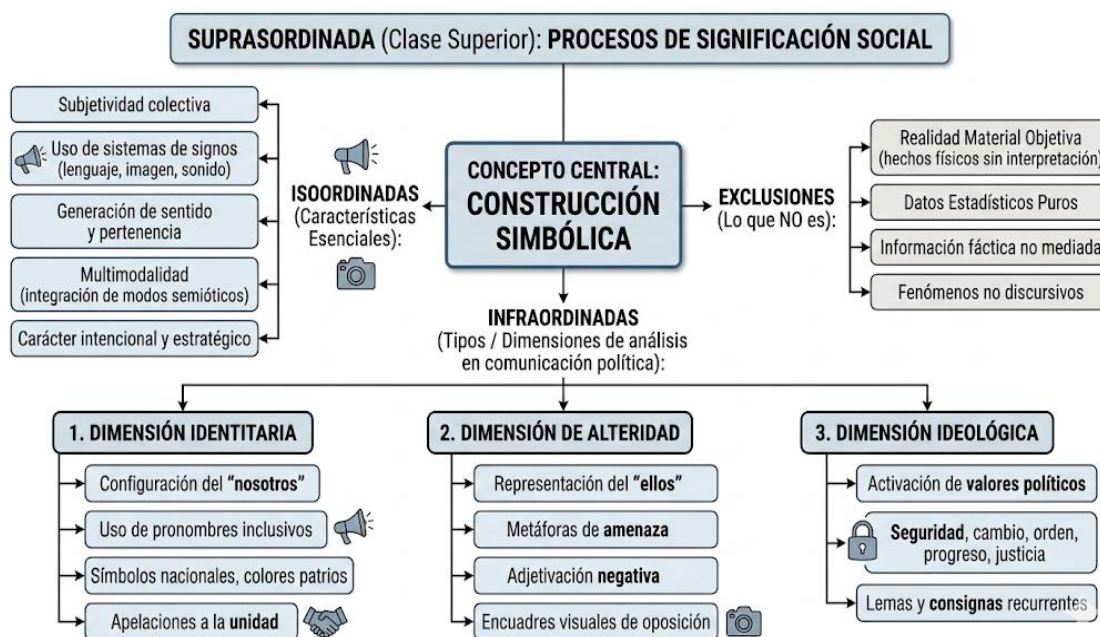 SUPRASORDINADA (Clase Superior): PROCESOS DE SIGNIFICACIÓN SOCIAL
Subjetividad colectiva
Uso de sistemas de signos
(lenguaje, imagen, sonido)
Generación de sentido
y pertenencia
Multimodalidad
(integración de modos semióticos)
Carácter intencional y estratégico
ISOORDINADAS
(Características
Esenciales):
CONCEPTO CENTRAL:
CONSTRUCCIÓN
SIMBÓLICA
EXCLUSIONES
(Lo que NO es):
Realidad Material Objetiva
(hechos físicos sin interpretación)
Datos Estadísticos Puros
Información fáctica no mediada
Fenómenos no discursivos
INFRAORDINADAS
(Tipos / Dimensiones de análisis
en comunicación política):
1. DIMENSIÓN IDENTITARIA
Configuración del “nosotros”
Uso de pronombres inclusivos
Símbolos nacionales, colores patrios
Apelaciones a la unidad
2. DIMENSIÓN DE ALTERIDAD
Representación del “ellos”
Metáforas de amenaza
Adjetivación negativa
Encuadres visuales de oposición
3. DIMENSIÓN IDEOLÓGICA
Activación de valores políticos
Seguridad, cambio, orden,
progreso, justicia
Lemas y consignas recurrentes